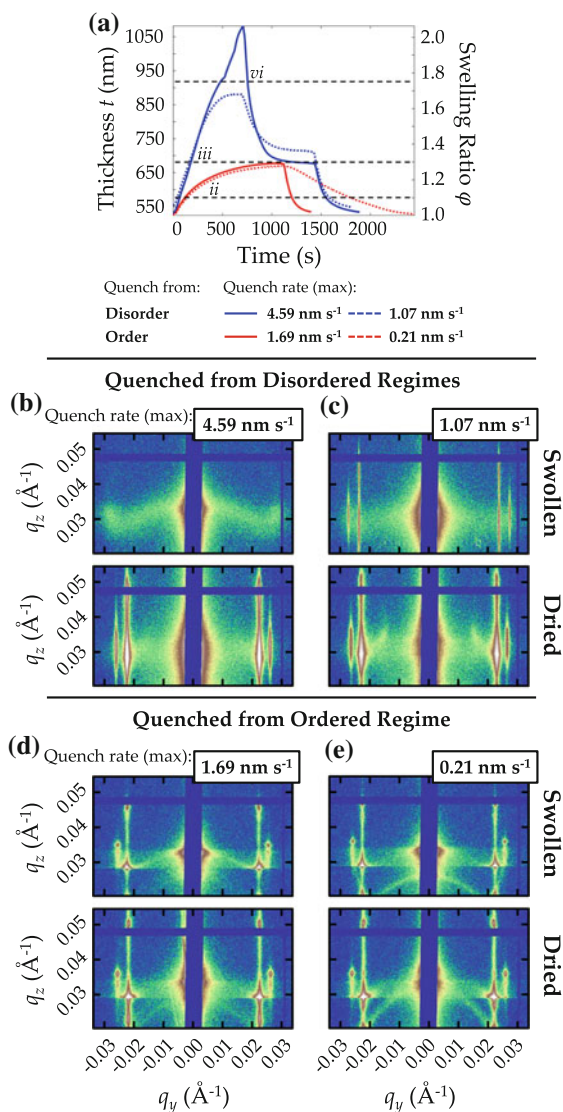 (a)
1050
950
850
750
650
550
Thickness t (nm)
2.0
1.8
1.6
1.4
1.2
1.0
Swelling Ratio φ
vi
iii
ii
0 500 1000 1500 2000
Time (s)
Quench from: Quench rate (max):
Disorder 4.59 nm s⁻¹ 1.07 nm s⁻¹
Order 1.69 nm s⁻¹ 0.21 nm s⁻¹
Quenched from Disordered Regimes
(b) (c)
Quench rate (max): 4.59 nm s⁻¹ 1.07 nm s⁻¹
qz (Å⁻¹)
0.05
0.04
0.03
Swollen
qz (Å⁻¹)
0.05
0.04
0.03
Dried
Quenched from Ordered Regime
(d) (e)
Quench rate (max): 1.69 nm s⁻¹ 0.21 nm s⁻¹
qz (Å⁻¹)
0.05
0.04
0.03
Swollen
qz (Å⁻¹)
0.05
0.04
0.03
Dried
-0.03 -0.02 -0.01 0.00 0.01 0.02 0.03 -0.03 -0.02 -0.01 0.00 0.01 0.02 0.03
qy (Å⁻¹) qy (Å⁻¹)